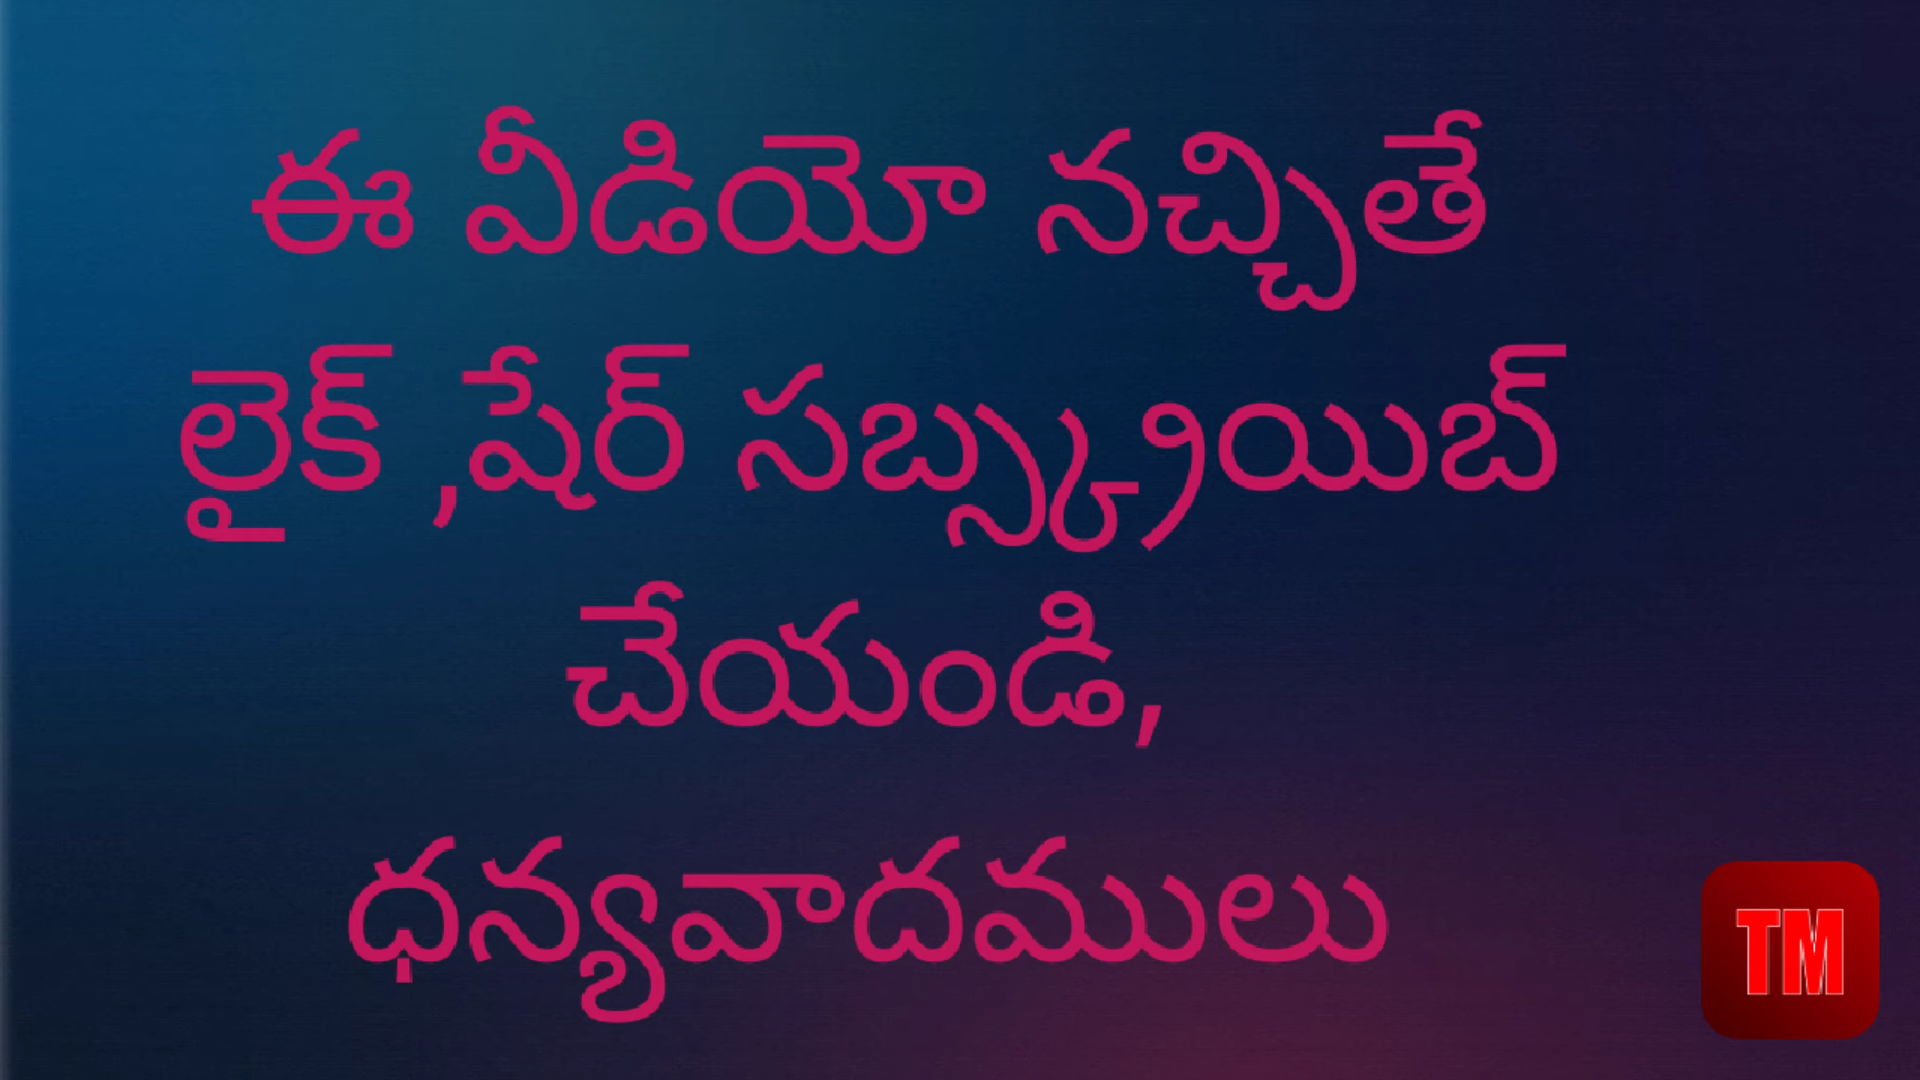 ఈ వీడియో నచ్చితే
లైక్ ,షేర్ సబ్స్క్రయిబ్
చేయండి,
ధన్యవాదములు
TM